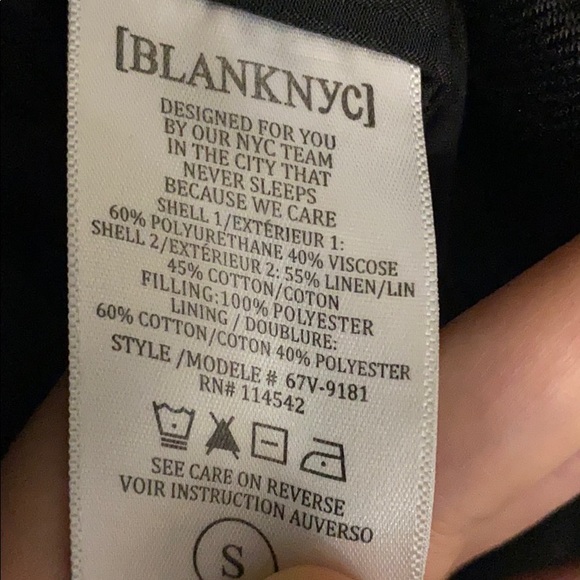 [BLANKNYC]
DESIGNED FOR YOU
BY OUR NYC TEAM
IN THE CITY THAT
NEVER SLEEPS
BECAUSE WE CARE
SHELL 1/EXTÉRIEUR 1:
60% POLYURETHANE 40% VISCOSE
SHELL 2/EXTÉRIEUR 2: 55% LINEN/LIN
45% COTTON/COTON
FILLING:100% POLYESTER
LINING / DOUBLURE:
60% COTTON/COTON 40% POLYESTER
STYLE /MODELE # 67V-9181
RN# 114542
SEE CARE ON REVERSE
VOIR INSTRUCTION AUVERSO
S